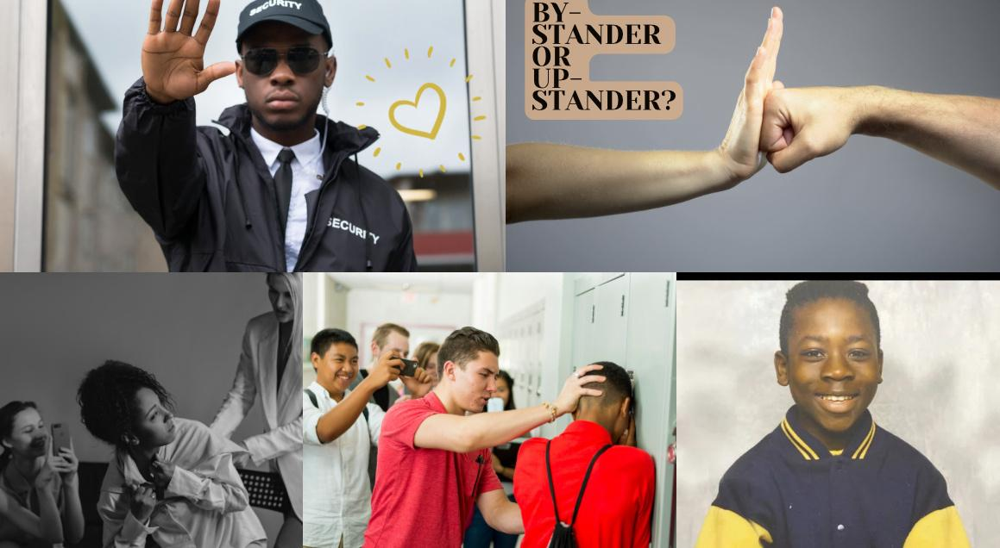 SECURITY
SECURITY
BY-
STANDER
OR
UP-
STANDER?